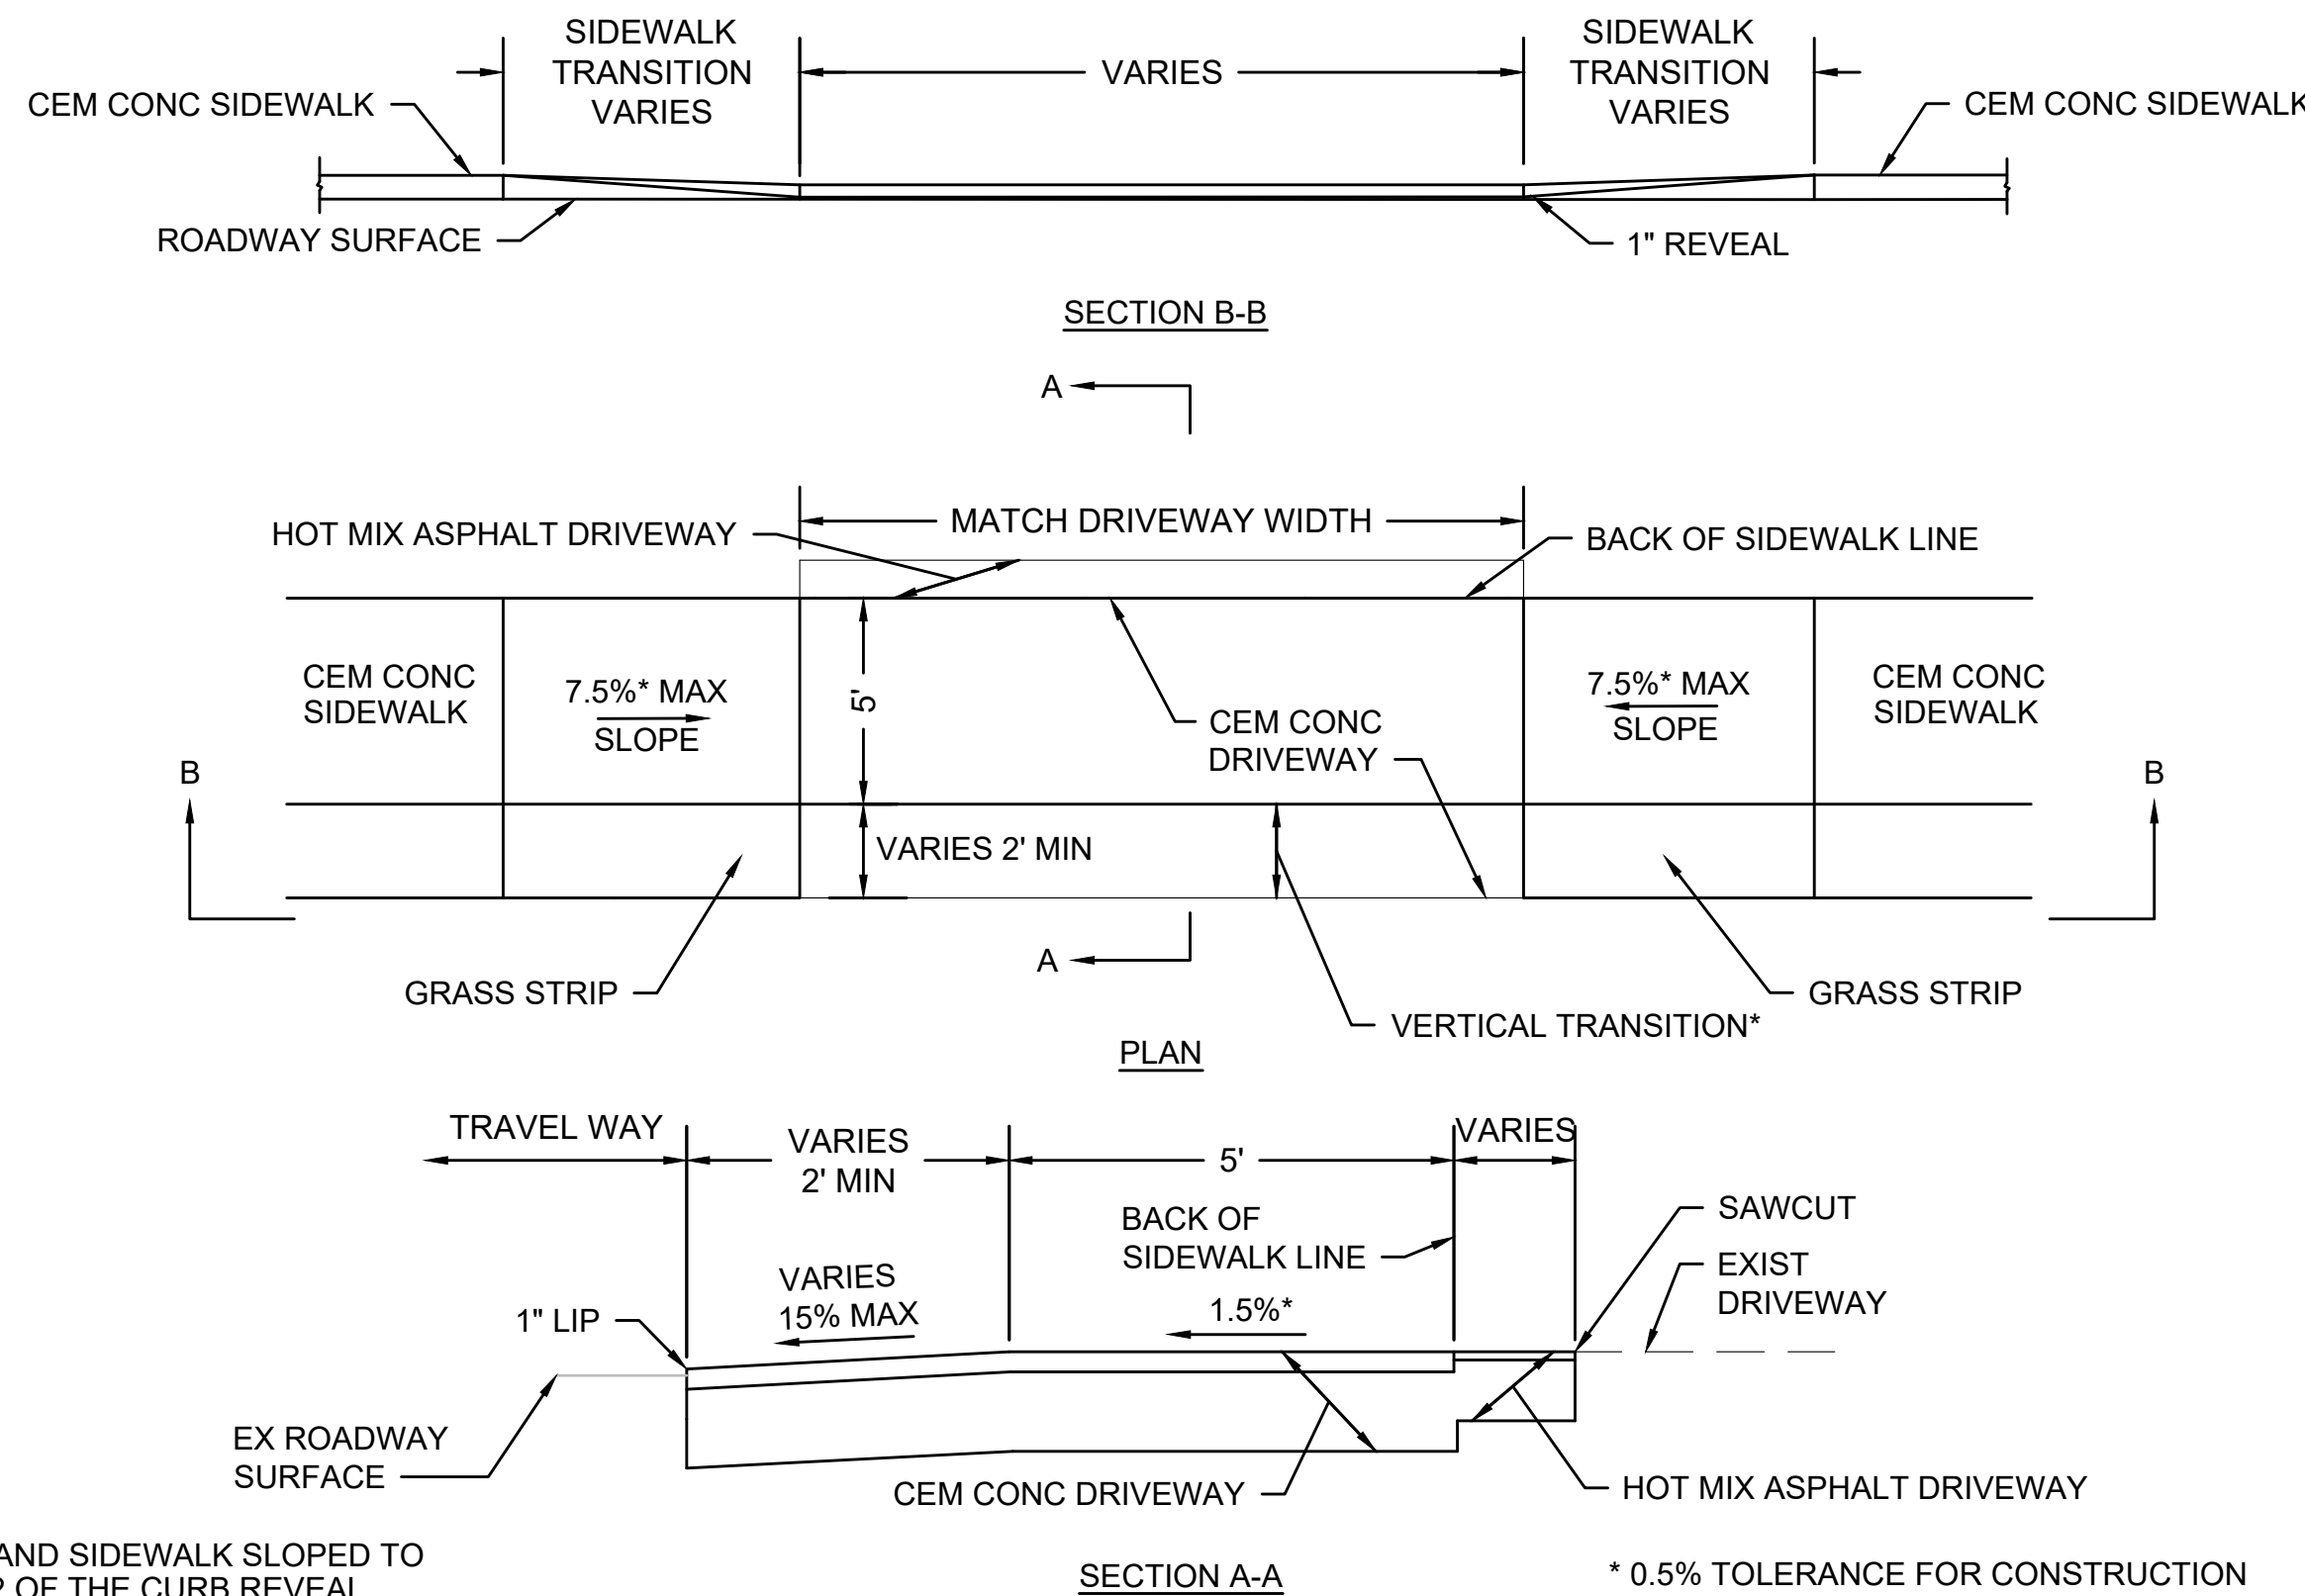 SIDEWALK
TRANSITION
VARIES
VARIES
SIDEWALK
TRANSITION
VARIES
CEM CONC SIDEWALK
CEM CONC SIDEWALK
ROADWAY SURFACE
1" REVEAL
SECTION B-B
A
HOT MIX ASPHALT DRIVEWAY
MATCH DRIVEWAY WIDTH
BACK OF SIDEWALK LINE
CEM CONC
SIDEWALK
7.5%* MAX
SLOPE
5'
CEM CONC
DRIVEWAY
7.5%* MAX
SLOPE
CEM CONC
SIDEWALK
B
B
VARIES 2' MIN
A
GRASS STRIP
GRASS STRIP
VERTICAL TRANSITION*
PLAN
TRAVEL WAY
VARIES
2' MIN
5'
VARIES
BACK OF
SIDEWALK LINE
SAWCUT
EXIST
DRIVEWAY
VARIES
15% MAX
1.5%*
1" LIP
EX ROADWAY
SURFACE
CEM CONC DRIVEWAY
HOT MIX ASPHALT DRIVEWAY
AND SIDEWALK SLOPED TO
2 OF THE CURB REVEAL
SECTION A-A
* 0.5% TOLERANCE FOR CONSTRUCTION